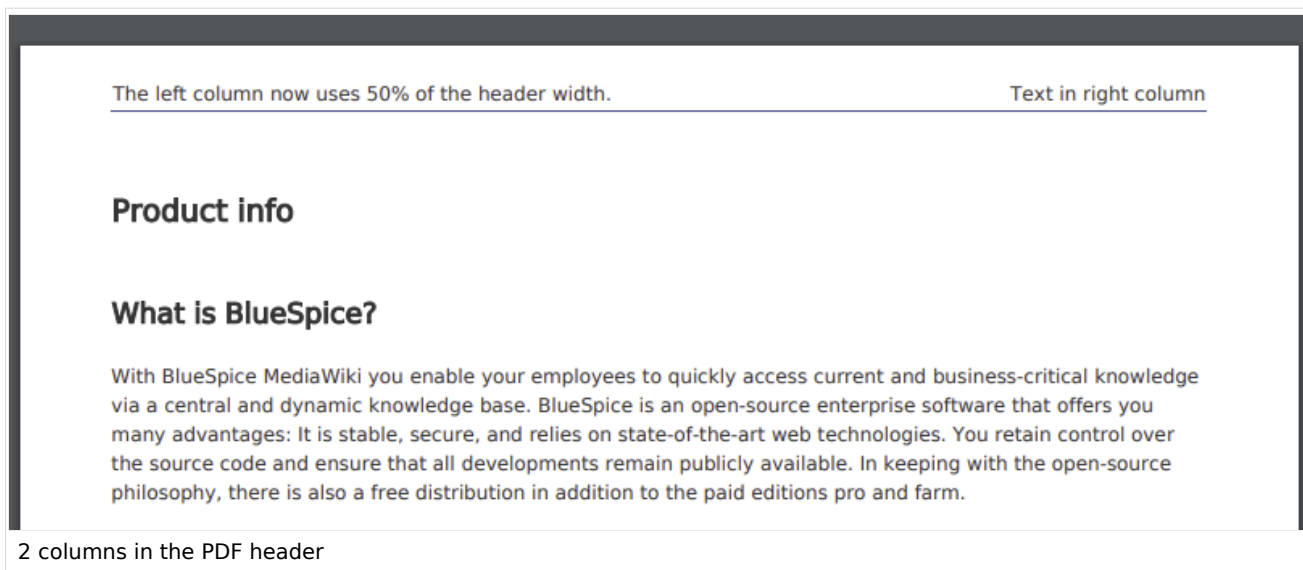 The left column now uses 50% of the header width. Text in right column
Product info
What is BlueSpice?
With BlueSpice MediaWiki you enable your employees to quickly access current and business-critical knowledge
via a central and dynamic knowledge base. BlueSpice is an open-source enterprise software that offers you
many advantages: It is stable, secure, and relies on state-of-the-art web technologies. You retain control over
the source code and ensure that all developments remain publicly available. In keeping with the open-source
philosophy, there is also a free distribution in addition to the paid editions pro and farm.
2 columns in the PDF header